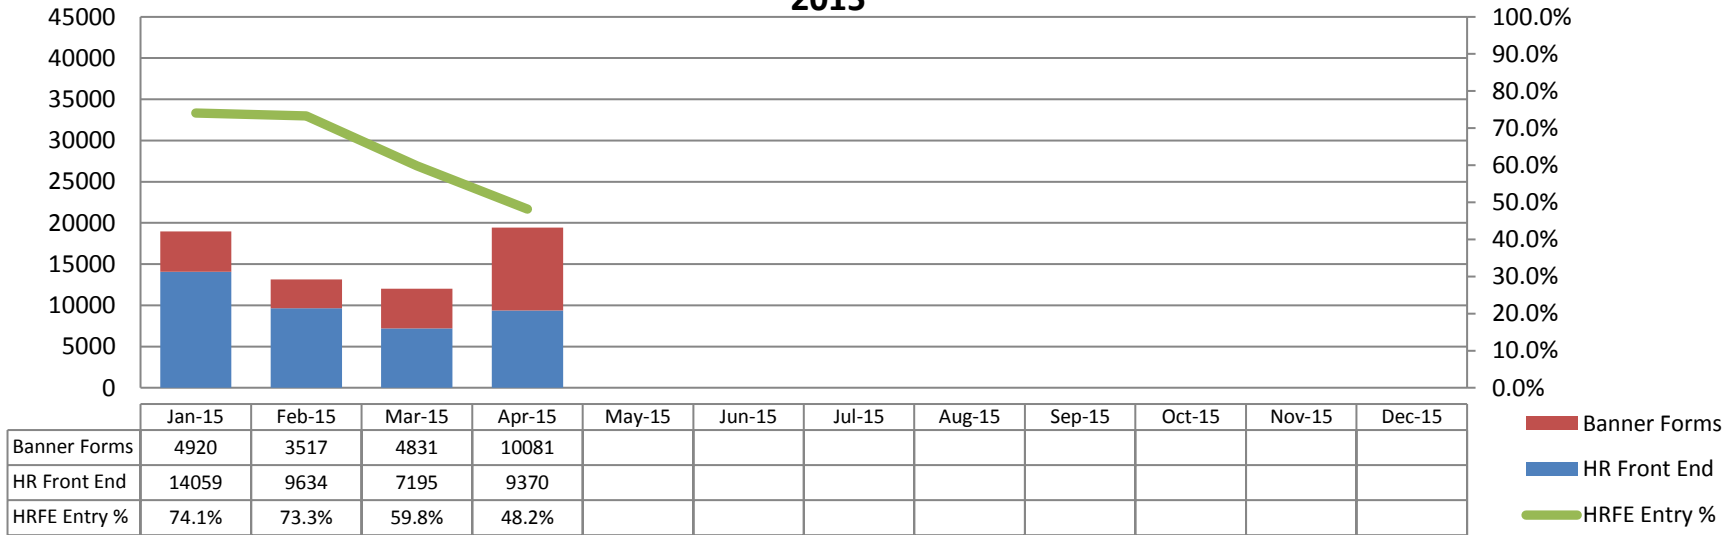 2015
45000 100.0%
40000 90.0%
35000 80.0%
30000 70.0%
25000 60.0%
20000 50.0%
15000 40.0%
10000 30.0%
5000 20.0%
0 10.0%
0.0%
Jan-15 Feb-15 Mar-15 Apr-15 May-15 Jun-15 Jul-15 Aug-15 Sep-15 Oct-15 Nov-15 Dec-15
Banner Forms 4920 3517 4831 10081
HR Front End 14059 9634 7195 9370
HRFE Entry % 74.1% 73.3% 59.8% 48.2%
Banner Forms
HR Front End
HRFE Entry %